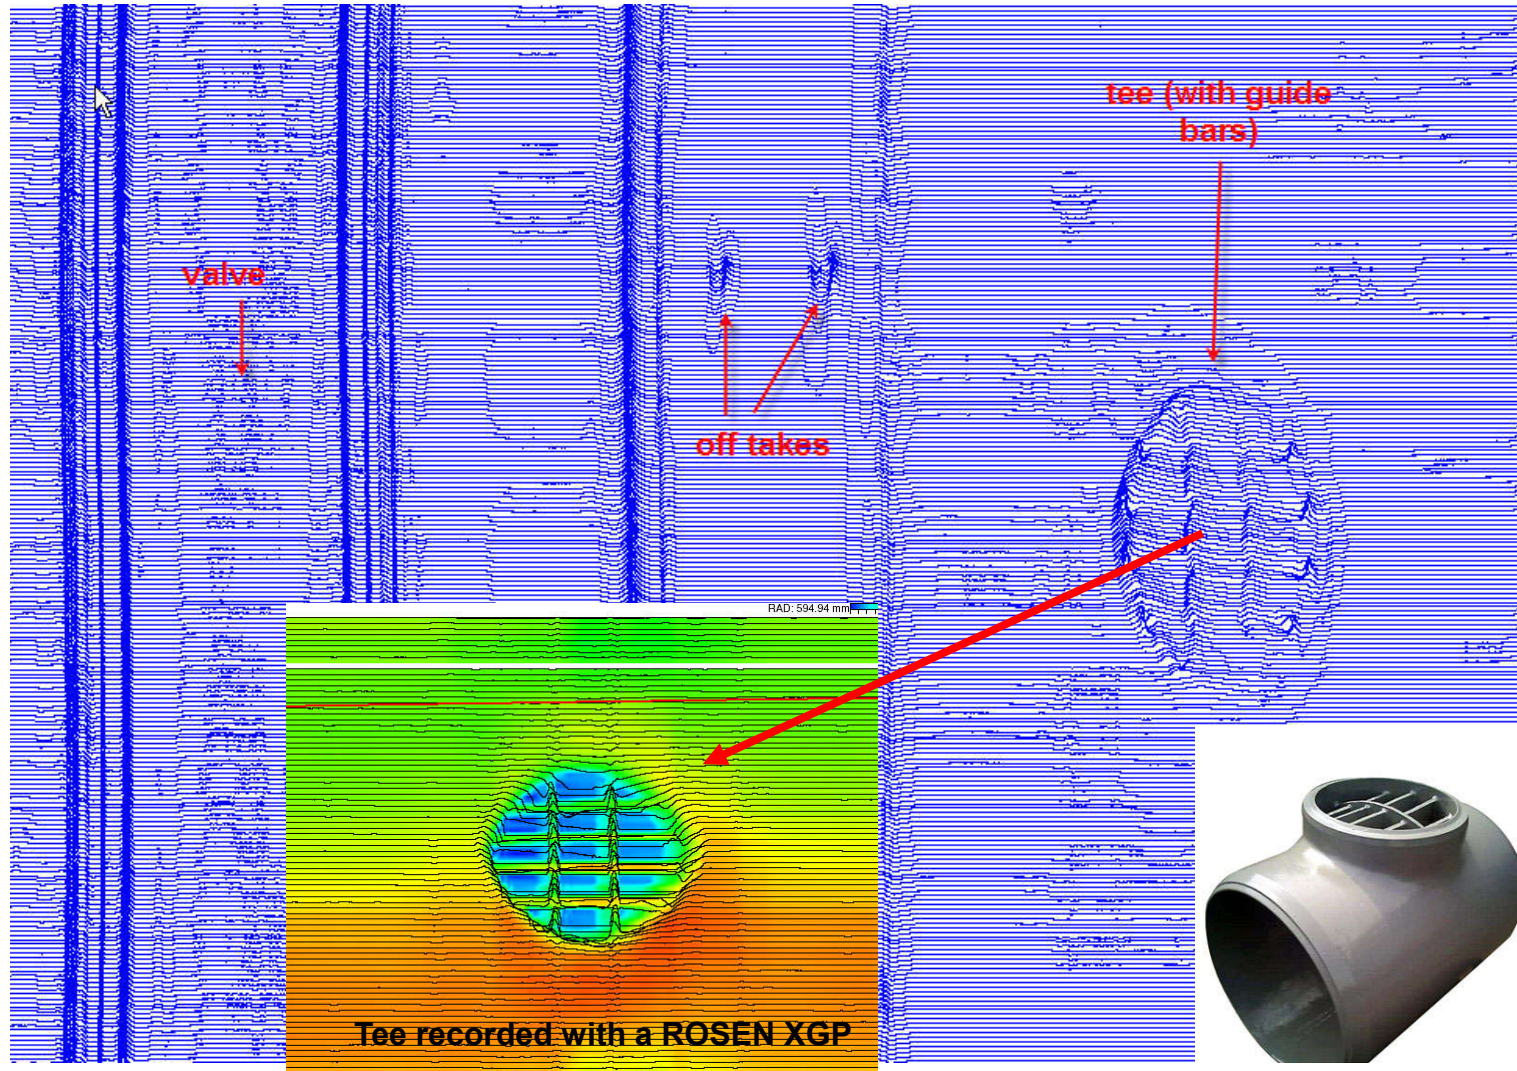 tee (with guide
bars)
valve
off takes
RAD: 594.94 mm
Tee recorded with a ROSEN XGP